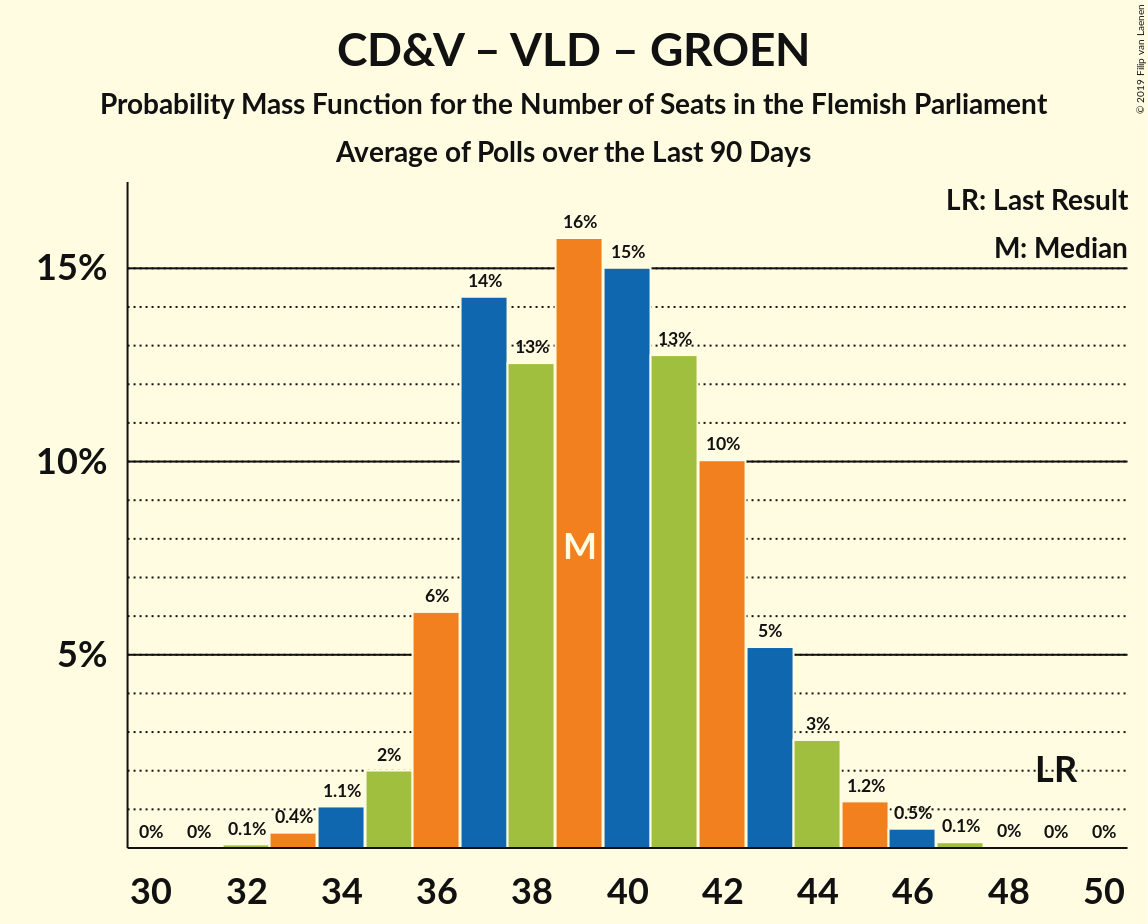 CD&V – VLD – GROEN
Probability Mass Function for the Number of Seats in the Flemish Parliament
Average of Polls over the Last 90 Days
© 2019 Filip van Laenen
LR: Last Result
M: Median
15%
10%
5%
0%
0%
0.1%
0.4%
1.1%
2%
6%
14%
13%
16%
15%
13%
10%
5%
3%
1.2%
0.5%
0.1%
0%
0%
0%
M
LR
30 32 34 36 38 40 42 44 46 48 50